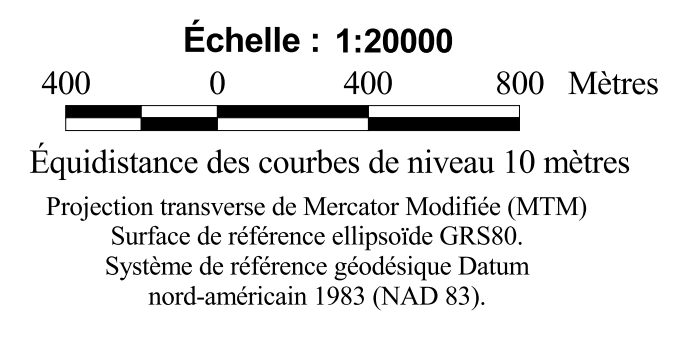 Échelle : 1:20000
400 0 400 800 Mètres
Équidistance des courbes de niveau 10 mètres
Projection transverse de Mercator Modifiée (MTM)
Surface de référence ellipsoïde GRS80.
Système de référence géodésique Datum
nord-américain 1983 (NAD 83).